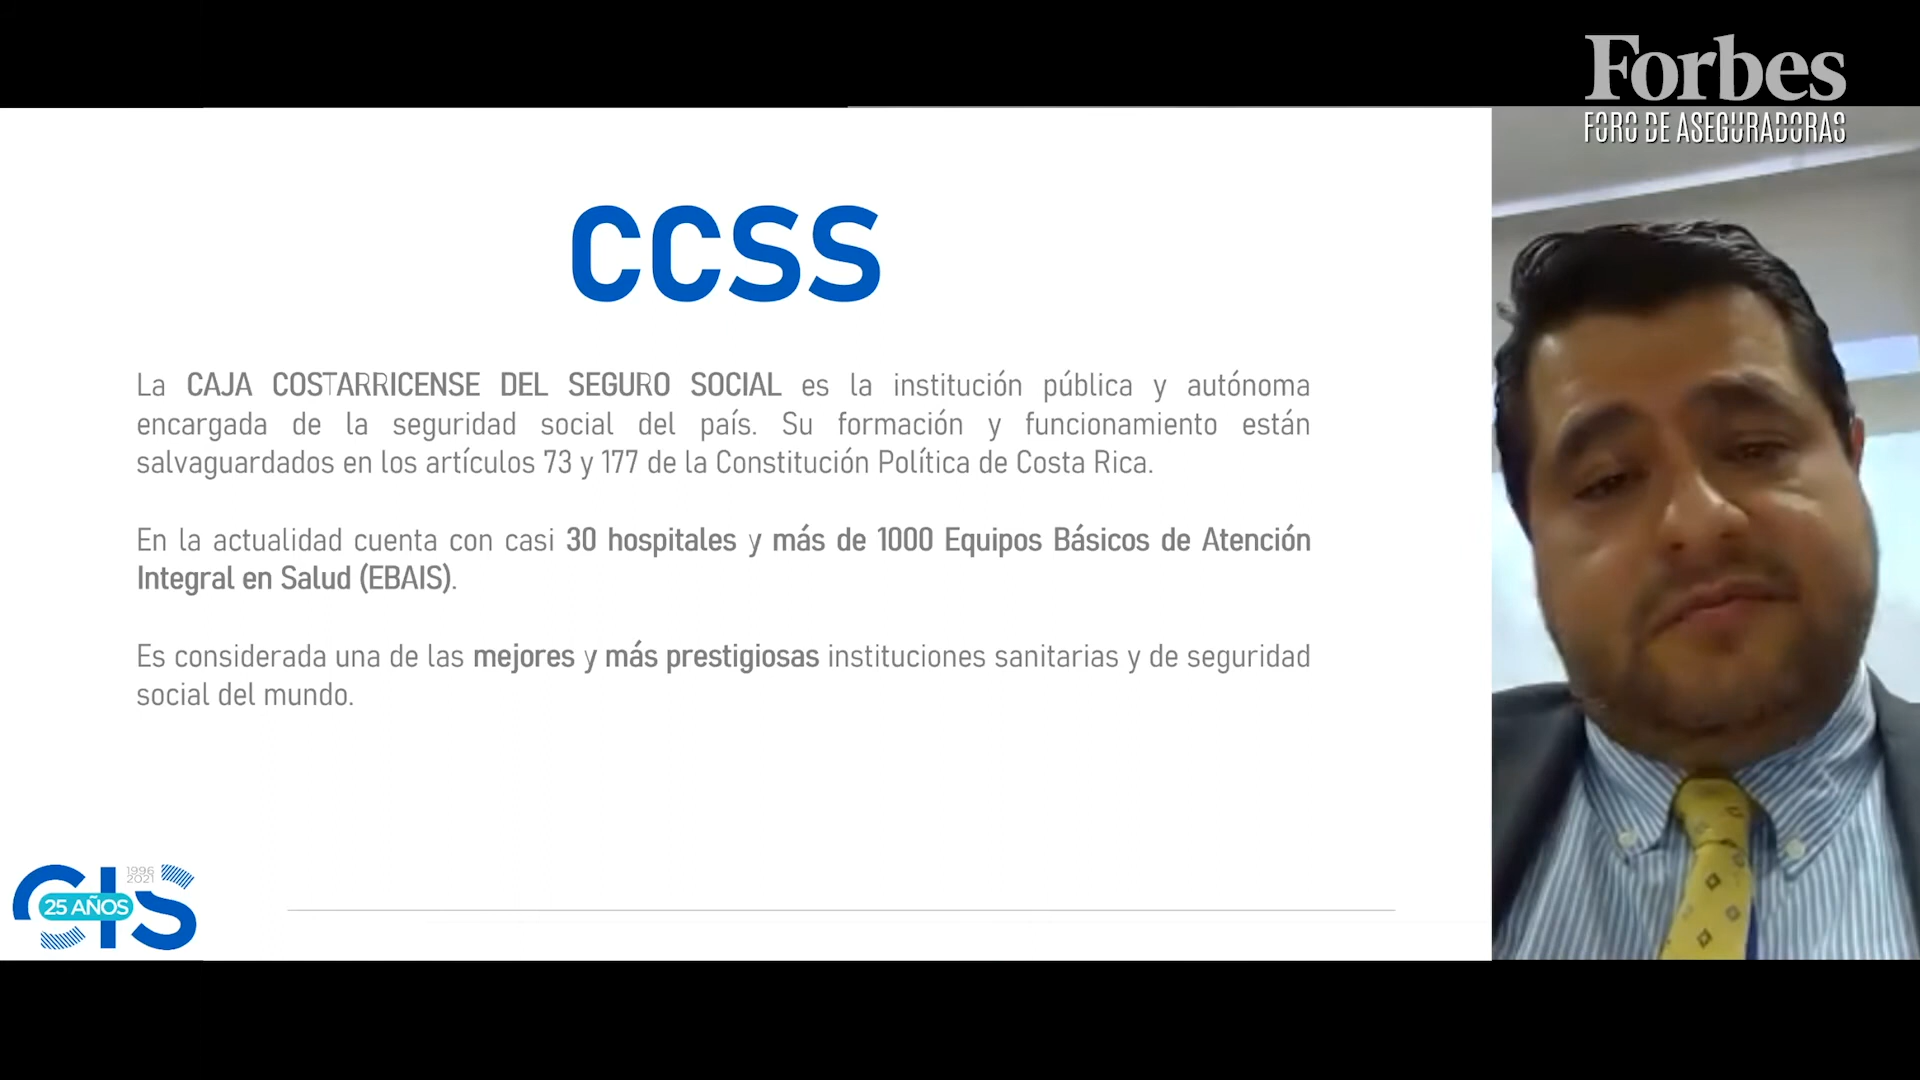 Forbes
FORO DE ASEGURADORAS
CCSS
La CAJA COSTARRICENSE DEL SEGURO SOCIAL es la institución pública y autónoma
encargada de la seguridad social del país. Su formación y funcionamiento están
salvaguardados en los artículos 73 y 177 de la Constitución Política de Costa Rica.
En la actualidad cuenta con casi 30 hospitales y más de 1000 Equipos Básicos de Atención
Integral en Salud (EBAIS).
Es considerada una de las mejores y más prestigiosas instituciones sanitarias y de seguridad
social del mundo.
CIS
1996
2021
25 AÑOS